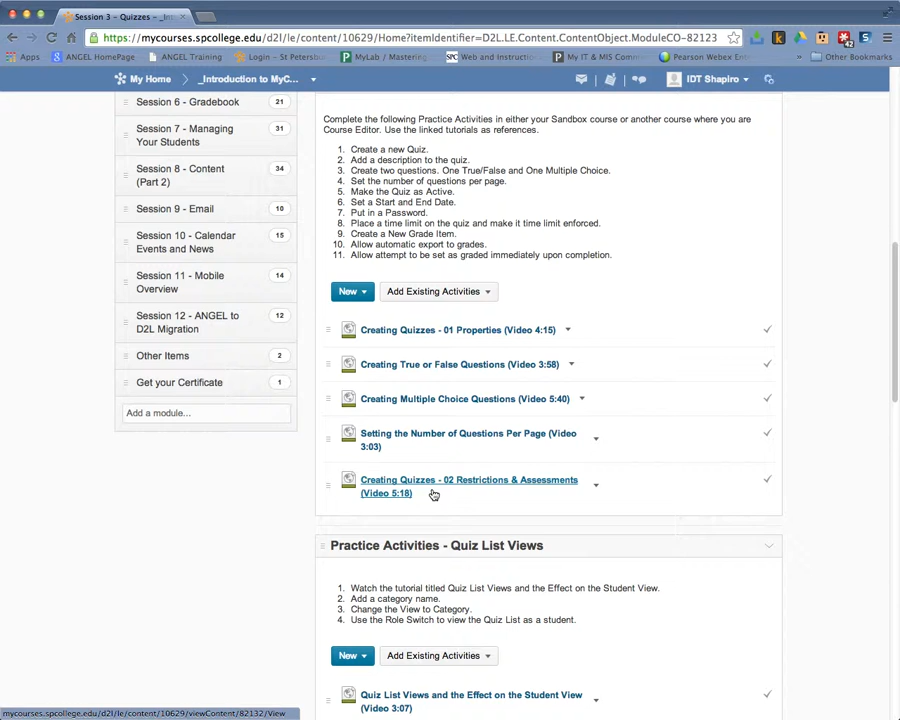 Session 3 – Quizzes – _Int
https://mycourses.spcollege.edu/d2l/le/content/10629/Home?itemIdentifier=D2L.LE.Content.ContentObject.ModuleCO-82123
42
Apps ANGEL HomePage ANGEL Training Login – St Petersbu MyLab / Mastering SPC Web and Instructio My IT & MIS Comm Pearson Webex Ent » Other Bookmarks
My Home _Introduction to MyC... IDT Shapiro
Session 6 - Gradebook 21
Session 7 - Managing
Your Students
31
Session 8 - Content
(Part 2)
34
Session 9 - Email 10
Session 10 - Calendar
Events and News
15
Session 11 - Mobile
Overview
14
Session 12 - ANGEL to
D2L Migration
12
Other Items 2
Get your Certificate 1
Add a module...
Complete the following Practice Activities in either your Sandbox course or another course where you are
Course Editor. Use the linked tutorials as references.
1. Create a new Quiz.
2. Add a description to the quiz.
3. Create two questions. One True/False and One Multiple Choice.
4. Set the number of questions per page.
5. Make the Quiz as Active.
6. Set a Start and End Date.
7. Put in a Password.
8. Place a time limit on the quiz and make it time limit enforced.
9. Create a New Grade Item.
10. Allow automatic export to grades.
11. Allow attempt to be set as graded immediately upon completion.
New Add Existing Activities
Creating Quizzes - 01 Properties (Video 4:15)
Creating True or False Questions (Video 3:58)
Creating Multiple Choice Questions (Video 5:40)
Setting the Number of Questions Per Page (Video
3:03)
Creating Quizzes - 02 Restrictions & Assessments
(Video 5:18)
Practice Activities - Quiz List Views
1. Watch the tutorial titled Quiz List Views and the Effect on the Student View.
2. Add a category name.
3. Change the View to Category.
4. Use the Role Switch to view the Quiz List as a student.
New Add Existing Activities
Quiz List Views and the Effect on the Student View
(Video 3:07)
mycourses.spcollege.edu/d2l/le/content/10629/viewContent/82132/View